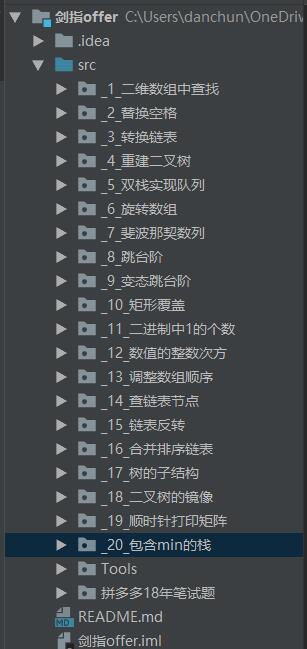 剑指offer C:\Users\danchun\OneDriv
.idea
src
_1_二维数组中查找
_2_替换空格
_3_转换链表
_4_重建二叉树
_5_双栈实现队列
_6_旋转数组
_7_斐波那契数列
_8_跳台阶
_9_变态跳台阶
_10_矩形覆盖
_11_二进制中1的个数
_12_数值的整数次方
_13_调整数组顺序
_14_查链表节点
_15_链表反转
_16_合并排序链表
_17_树的子结构
_18_二叉树的镜像
_19_顺时针打印矩阵
_20_包含min的栈
Tools
拼多多18年笔试题
MD README.md
剑指offer.iml